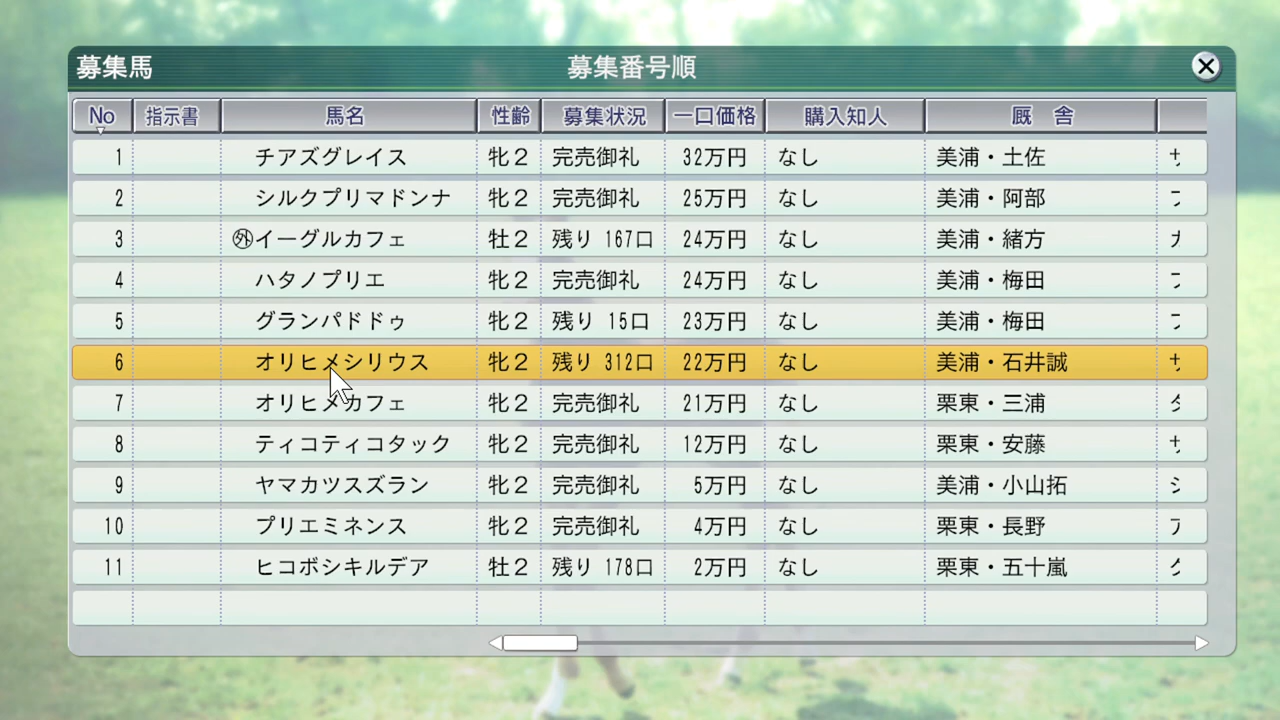 募集馬 募集番号順
No 指示書 馬名 性齢 募集状況 一口価格 購入知人 厩 舎
1 チアズグレイス 牝2 完売御礼 32万円 なし 美浦・土佐
2 シルクプリマドンナ 牝2 完売御礼 25万円 なし 美浦・阿部
3 外イーグルカフェ 牡2 残り 167口 24万円 なし 美浦・緒方
4 ハタノプリエ 牝2 完売御礼 24万円 なし 美浦・梅田
5 グランパドドゥ 牝2 残り 15口 23万円 なし 美浦・梅田
6 オリヒメシリウス 牝2 残り 312口 22万円 なし 美浦・石井誠
7 オリヒメカフェ 牝2 完売御礼 21万円 なし 栗東・三浦
8 ティコティコタック 牝2 完売御礼 12万円 なし 栗東・安藤
9 ヤマカツスズラン 牝2 完売御礼 5万円 なし 美浦・小山拓
10 プリエミネンス 牝2 完売御礼 4万円 なし 栗東・長野
11 ヒコボシキルデア 牡2 残り 178口 2万円 なし 栗東・五十嵐